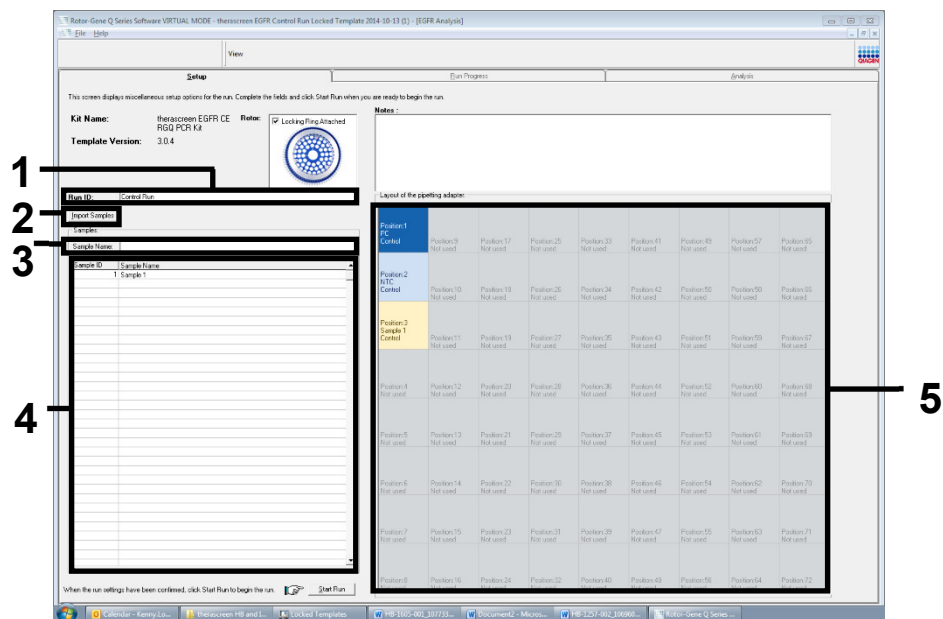 Rotor-Gene Q Series Software VIRTUAL MODE - therascreen EGFR Control Run Locked Template 2014-10-13 (1) - [EGFR Analysis]
File Help
View
QIAGEN
Setup
Run Progress
Analysis
This screen displays miscellaneous setup options for the run. Complete the fields and click Start Run when you are ready to begin the run.
Kit Name:
therascreen EGFR CE
RGQ PCR Kit
Rotor:
Locking Ring Attached
Template Version:
3.0.4
Notes :
1
Run ID:
Control Run
2
Import Samples
Samples
3
Sample Name:
Sample ID Sample Name
1 Sample 1
4
Layout of the pipetting adapter:
5
Position:1
PC
Control
Position:9
Not used
Position:17
Not used
Position:25
Not used
Position:33
Not used
Position:41
Not used
Position:49
Not used
Position:57
Not used
Position:65
Not used
Position:2
NTC
Control
Position:10
Not used
Position:18
Not used
Position:26
Not used
Position:34
Not used
Position:42
Not used
Position:50
Not used
Position:58
Not used
Position:66
Not used
Position:3
Sample 1
Control
Position:11
Not used
Position:19
Not used
Position:27
Not used
Position:35
Not used
Position:43
Not used
Position:51
Not used
Position:59
Not used
Position:67
Not used
Position:4
Not used
Position:12
Not used
Position:20
Not used
Position:28
Not used
Position:36
Not used
Position:44
Not used
Position:52
Not used
Position:60
Not used
Position:68
Not used
Position:5
Not used
Position:13
Not used
Position:21
Not used
Position:29
Not used
Position:37
Not used
Position:45
Not used
Position:53
Not used
Position:61
Not used
Position:69
Not used
Position:6
Not used
Position:14
Not used
Position:22
Not used
Position:30
Not used
Position:38
Not used
Position:46
Not used
Position:54
Not used
Position:62
Not used
Position:70
Not used
Position:7
Not used
Position:15
Not used
Position:23
Not used
Position:31
Not used
Position:39
Not used
Position:47
Not used
Position:55
Not used
Position:63
Not used
Position:71
Not used
Position:8
Position:16
Position:24
Position:32
Position:40
Position:48
Position:56
Position:64
Position:72
When the run settings have been confirmed, click Start Run to begin the run.
Start Run
Calendar - Kenny.Lo...
therascreen HB and I...
Locked Templates
HB-1605-001_107733...
Document2 - Micros...
HB-1257-002_106960...
Rotor-Gene Q Series ...